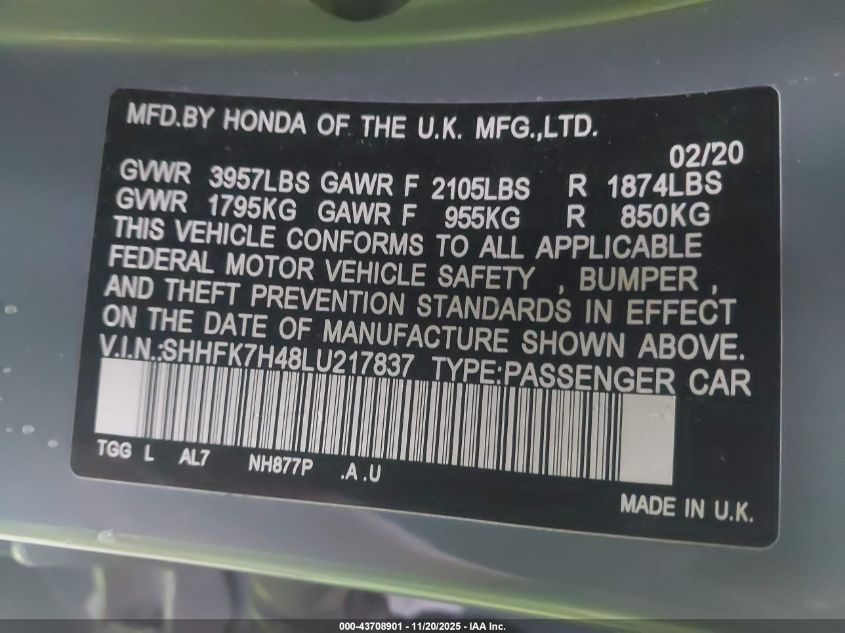 MFD.BY HONDA OF THE U.K. MFG.,LTD.
02/20
GVWR 3957LBS GAWR F 2105LBS R 1874LBS
GVWR 1795KG GAWR F 955KG R 850KG
THIS VEHICLE CONFORMS TO ALL APPLICABLE
FEDERAL MOTOR VEHICLE SAFETY , BUMPER ,
AND THEFT PREVENTION STANDARDS IN EFFECT
ON THE DATE OF MANUFACTURE SHOWN ABOVE.
V.I.N.:SHHFK7H48LU217837 TYPE:PASSENGER CAR
TGG L AL7 NH877P .A .U
MADE IN U.K.
000-43708901 - 11/20/2025 - IAA Inc.